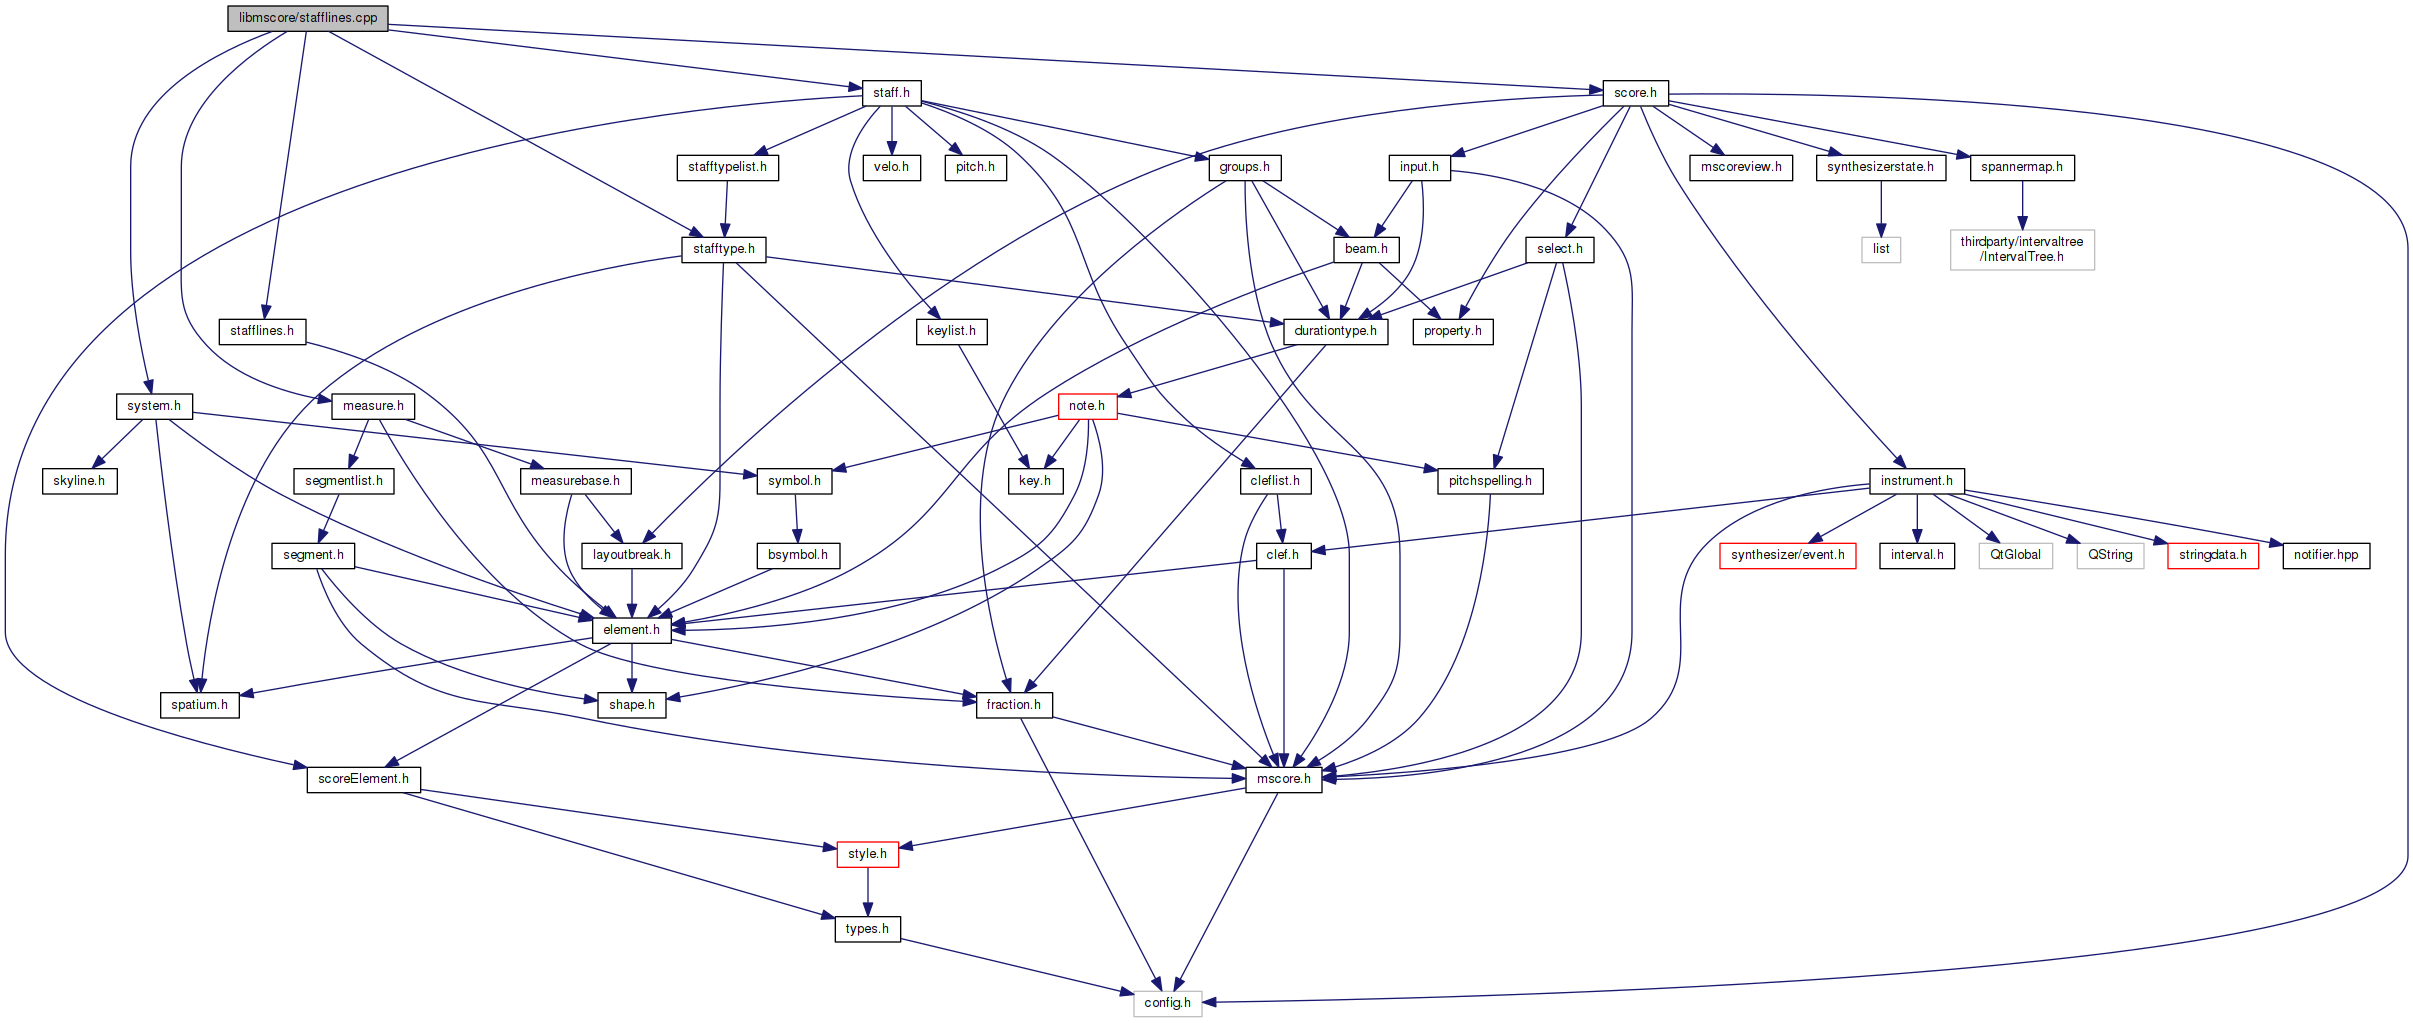 libmscore/stafflines.cpp
staff.h
score.h
stafftypelist.h
velo.h
pitch.h
groups.h
input.h
mscoreview.h
synthesizerstate.h
spannermap.h
stafftype.h
beam.h
select.h
list
thirdparty/intervaltree
/IntervalTree.h
stafflines.h
keylist.h
durationtype.h
property.h
system.h
measure.h
note.h
skyline.h
segmentlist.h
measurebase.h
symbol.h
key.h
cleflist.h
pitchspelling.h
instrument.h
segment.h
layoutbreak.h
bsymbol.h
clef.h
synthesizer/event.h
interval.h
QtGlobal
QString
stringdata.h
notifier.hpp
element.h
spatium.h
shape.h
fraction.h
scoreElement.h
mscore.h
style.h
types.h
config.h